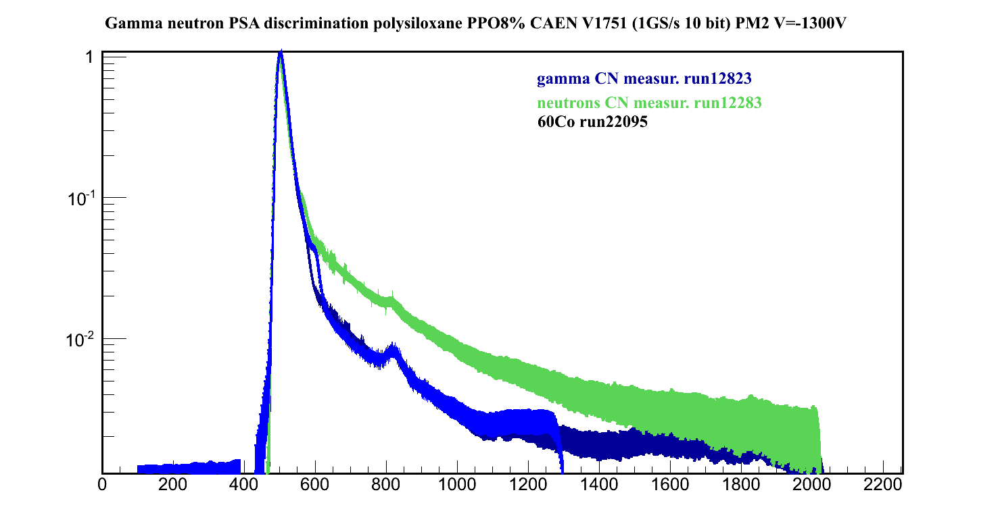 Gamma neutron PSA discrimination polysiloxane PPO8% CAEN V1751 (1GS/s 10 bit) PM2 V=-1300V
1
gamma CN measur. run12823
neutrons CN measur. run12283
60Co run22095
10-1
10-2
0 200 400 600 800 1000 1200 1400 1600 1800 2000 2200